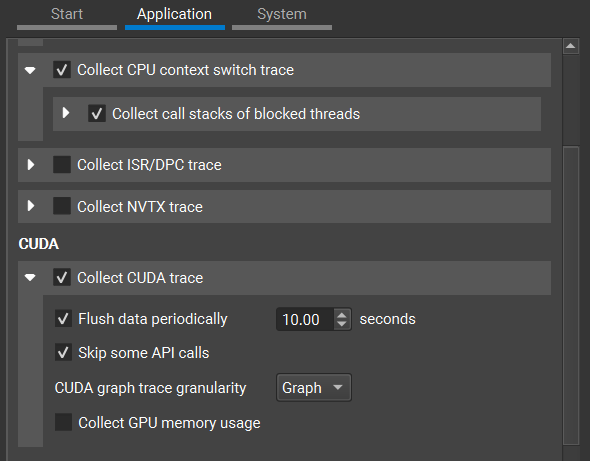 Start Application System
Collect CPU context switch trace
Collect call stacks of blocked threads
Collect ISR/DPC trace
Collect NVTX trace
CUDA
Collect CUDA trace
Flush data periodically 10.00 seconds
Skip some API calls
CUDA graph trace granularity Graph
Collect GPU memory usage